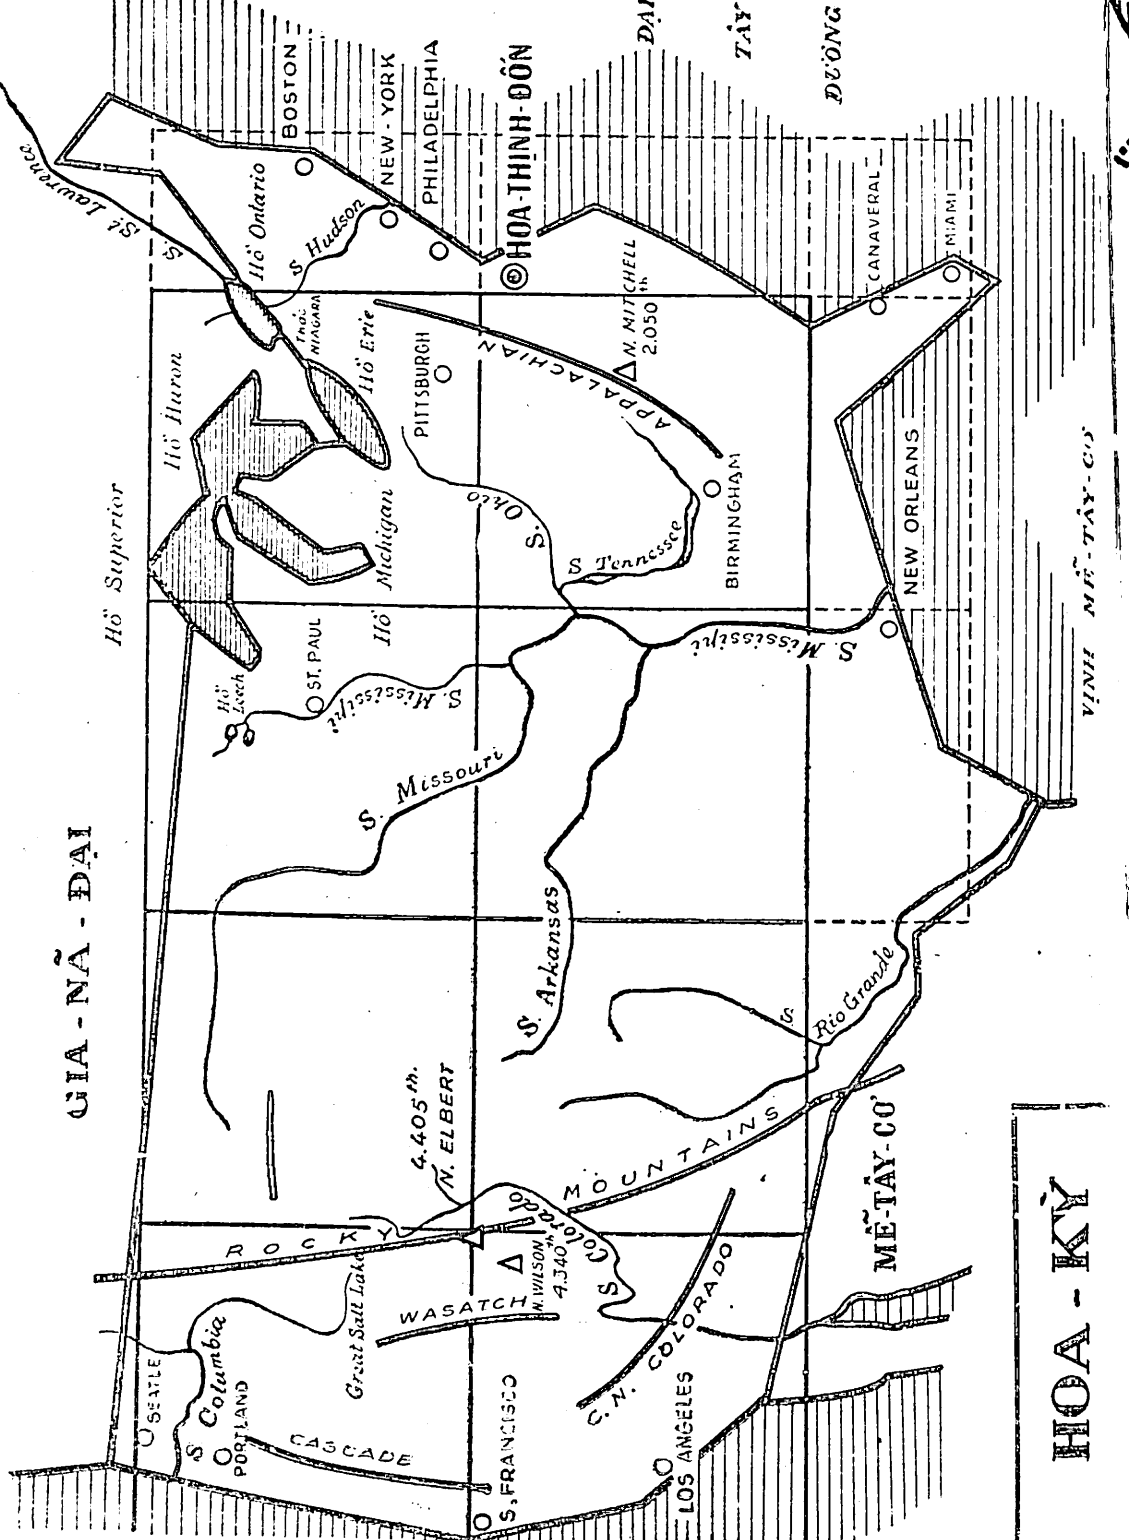 GIA-NÃ-ĐẠI
Hồ Superior
Hồ Huron
Hồ Michigan
Hồ Erie
Hồ Ontario
Thác
NIAGARA
S. St. Lawrence
S Hudson
BOSTON
NEW-YORK
PHILADELPHIA
HOA-THỊNH-ĐỐN
PITTSBURGH
APPALACHIAN
N. MITCHELL
2.050 th
BIRMINGHAM
S. Ohio
S Tennessee
Hồ
Leech
ST. PAUL
S. Mississipi
S. Mississipi
S. Missouri
S. Arkansas
S Rio Grande
NEW ORLEANS
CANAVERAL
MIAMI
ĐẠI
TÂY
DƯƠNG
VỊNH MỄ-TÂY-CƠ
MỄ-TÂY-CƠ
ROCKY MOUNTAINS
4.405 th.
N. ELBERT
N. WILSON
4.340 th
WASATCH
Great Salt Lake
S Colorado
C.N. COLORADO
S Columbia
SEATLE
PORTLAND
CASCADE
S. FRANCISCO
LOS ANGELES
HOA-KỲ